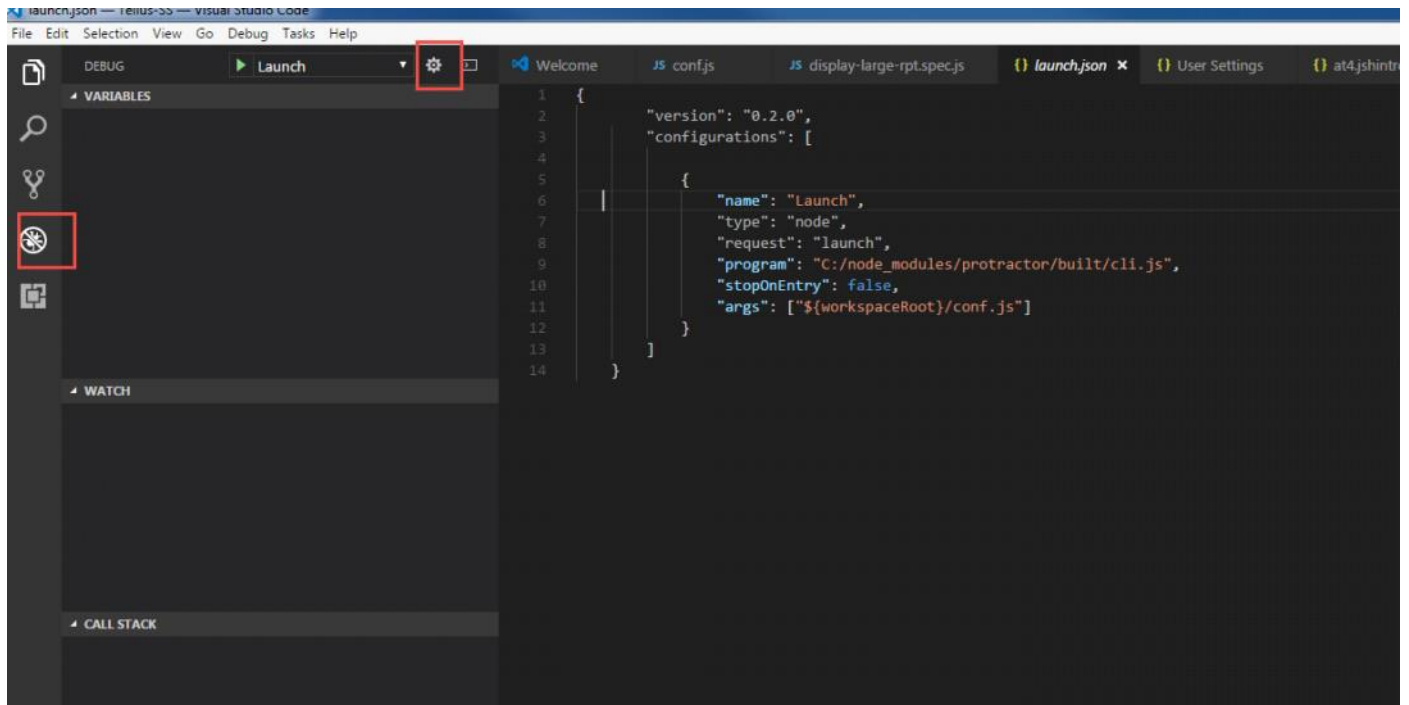 launch.json — Tellus-SS — Visual Studio Code
File Edit Selection View Go Debug Tasks Help
DEBUG
Launch
Welcome
JS conf.js
JS display-large-rpt.spec.js
{} launch.json ×
{} User Settings
{} at4.jshintr
VARIABLES
WATCH
CALL STACK
1 {
2 "version": "0.2.0",
3 "configurations": [
4
5 {
6 "name": "Launch",
7 "type": "node",
8 "request": "launch",
9 "program": "C:/node_modules/protractor/built/cli.js",
10 "stopOnEntry": false,
11 "args": ["${workspaceRoot}/conf.js"]
12 }
13 ]
14 }